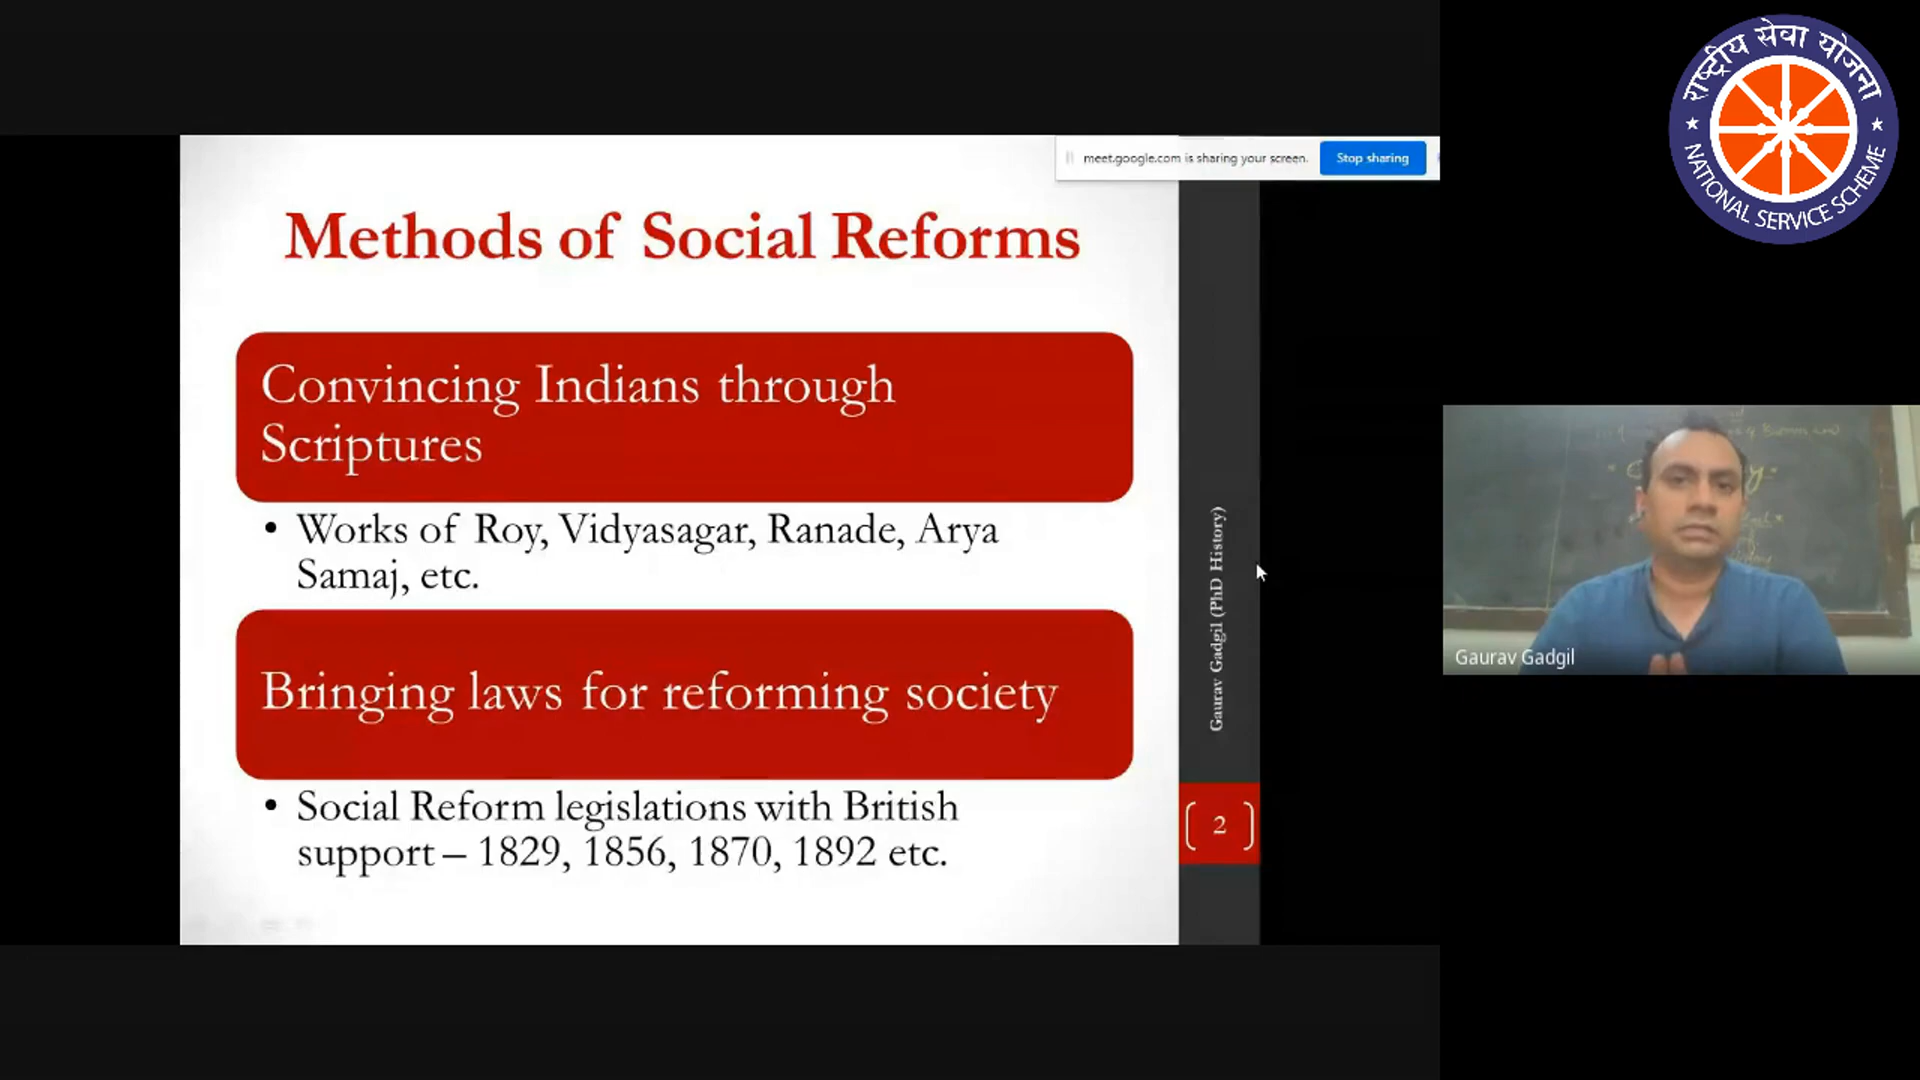 राष्ट्रीय सेवा योजना
NATIONAL SERVICE SCHEME
meet.google.com is sharing your screen.
Stop sharing
Methods of Social Reforms
Convincing Indians through
Scriptures
• Works of Roy, Vidyasagar, Ranade, Arya
Samaj, etc.
Bringing laws for reforming society
• Social Reform legislations with British
support – 1829, 1856, 1870, 1892 etc.
Gaurav Gadgil (PhD History)
2
Gaurav Gadgil